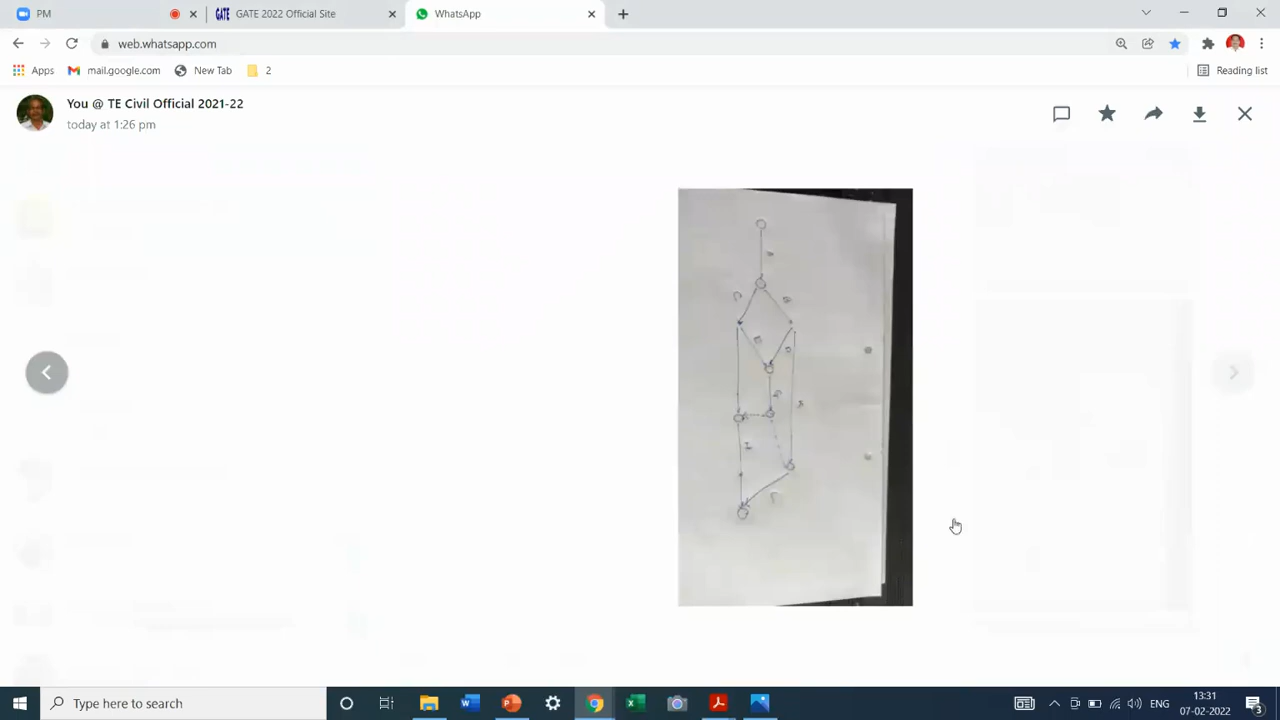 PM
GATE 2022 Official Site
WhatsApp
web.whatsapp.com
Apps
mail.google.com
New Tab
2
Reading list
You @ TE Civil Official 2021-22
today at 1:26 pm
Type here to search
ENG
13:31
07-02-2022
3